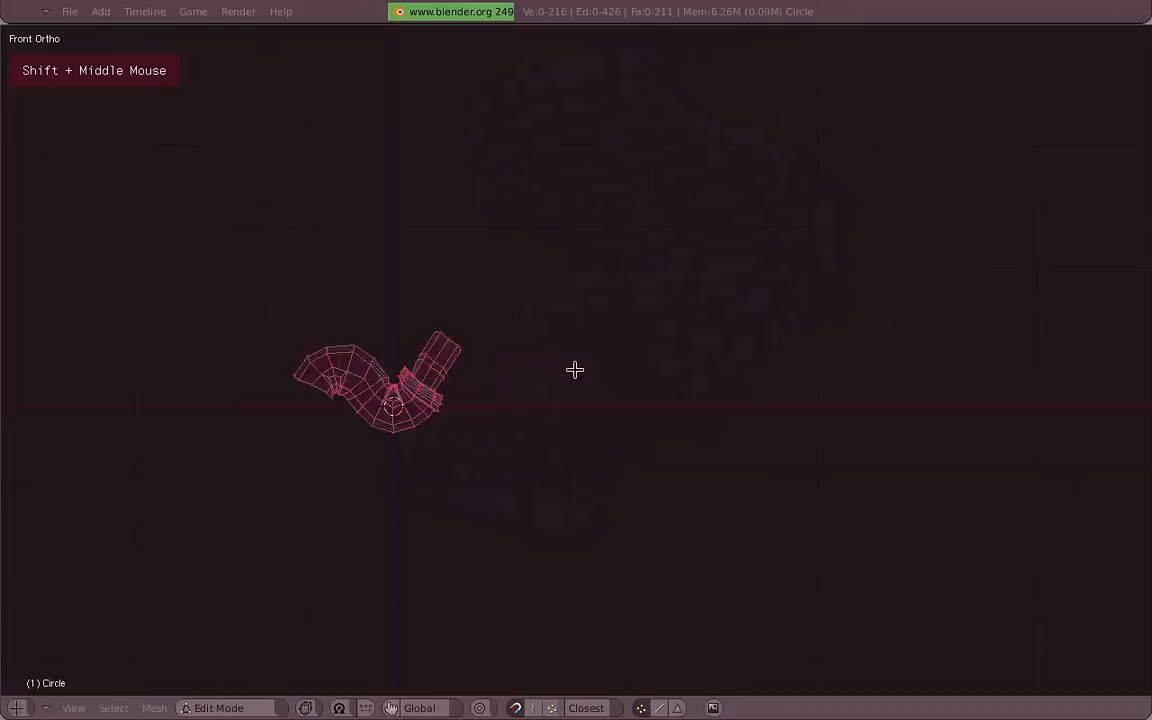 File Add Timeline Game Render Help www.blender.org 249 Ve:0-216 | Ed:0-426 | Fa:0-211 | Mem:6.26M (0.09M) Circle
Front Ortho
Shift + Middle Mouse
(1) Circle
View Select Mesh Edit Mode Global Closest